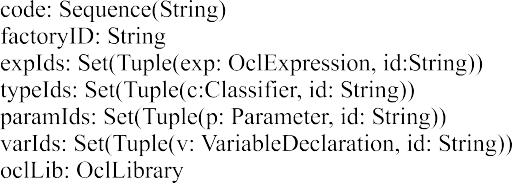 code: Sequence(String)
factoryID: String
expIds: Set(Tuple(exp: OclExpression, id:String))
typeIds: Set(Tuple(c:Classifier, id: String))
paramIds: Set(Tuple(p: Parameter, id: String))
varIds: Set(Tuple(v: VariableDeclaration, id: String))
oclLib: OclLibrary